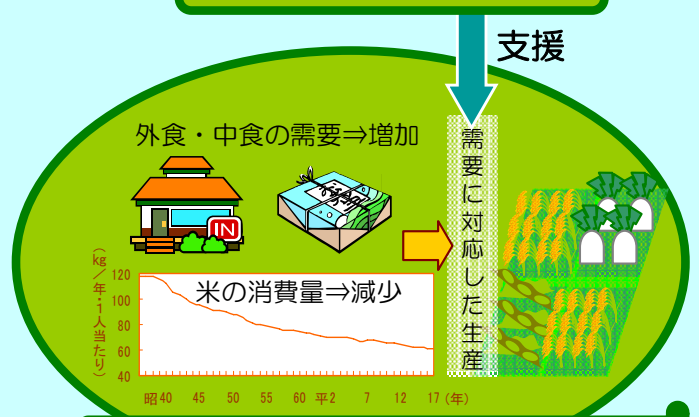 支援
外食・中食の需要⇒増加
IN
需要に対応した生産
米の消費量⇒減少
(kg/年・1人当たり)
120
100
80
60
40
昭40 45 50 55 60 平2 7 12 17 (年)